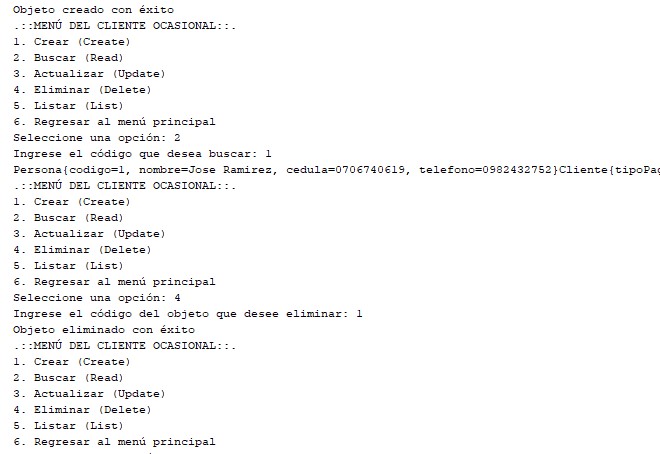 Objeto creado con éxito
.::MENÚ DEL CLIENTE OCASIONAL::.
1. Crear (Create)
2. Buscar (Read)
3. Actualizar (Update)
4. Eliminar (Delete)
5. Listar (List)
6. Regresar al menú principal
Seleccione una opción: 2
Ingrese el código que desea buscar: 1
Persona{codigo=1, nombre=Jose Ramirez, cedula=0706740619, telefono=0982432752}Cliente{tipoPag
.::MENÚ DEL CLIENTE OCASIONAL::.
1. Crear (Create)
2. Buscar (Read)
3. Actualizar (Update)
4. Eliminar (Delete)
5. Listar (List)
6. Regresar al menú principal
Seleccione una opción: 4
Ingrese el código del objeto que desee eliminar: 1
Objeto eliminado con éxito
.::MENÚ DEL CLIENTE OCASIONAL::.
1. Crear (Create)
2. Buscar (Read)
3. Actualizar (Update)
4. Eliminar (Delete)
5. Listar (List)
6. Regresar al menú principal